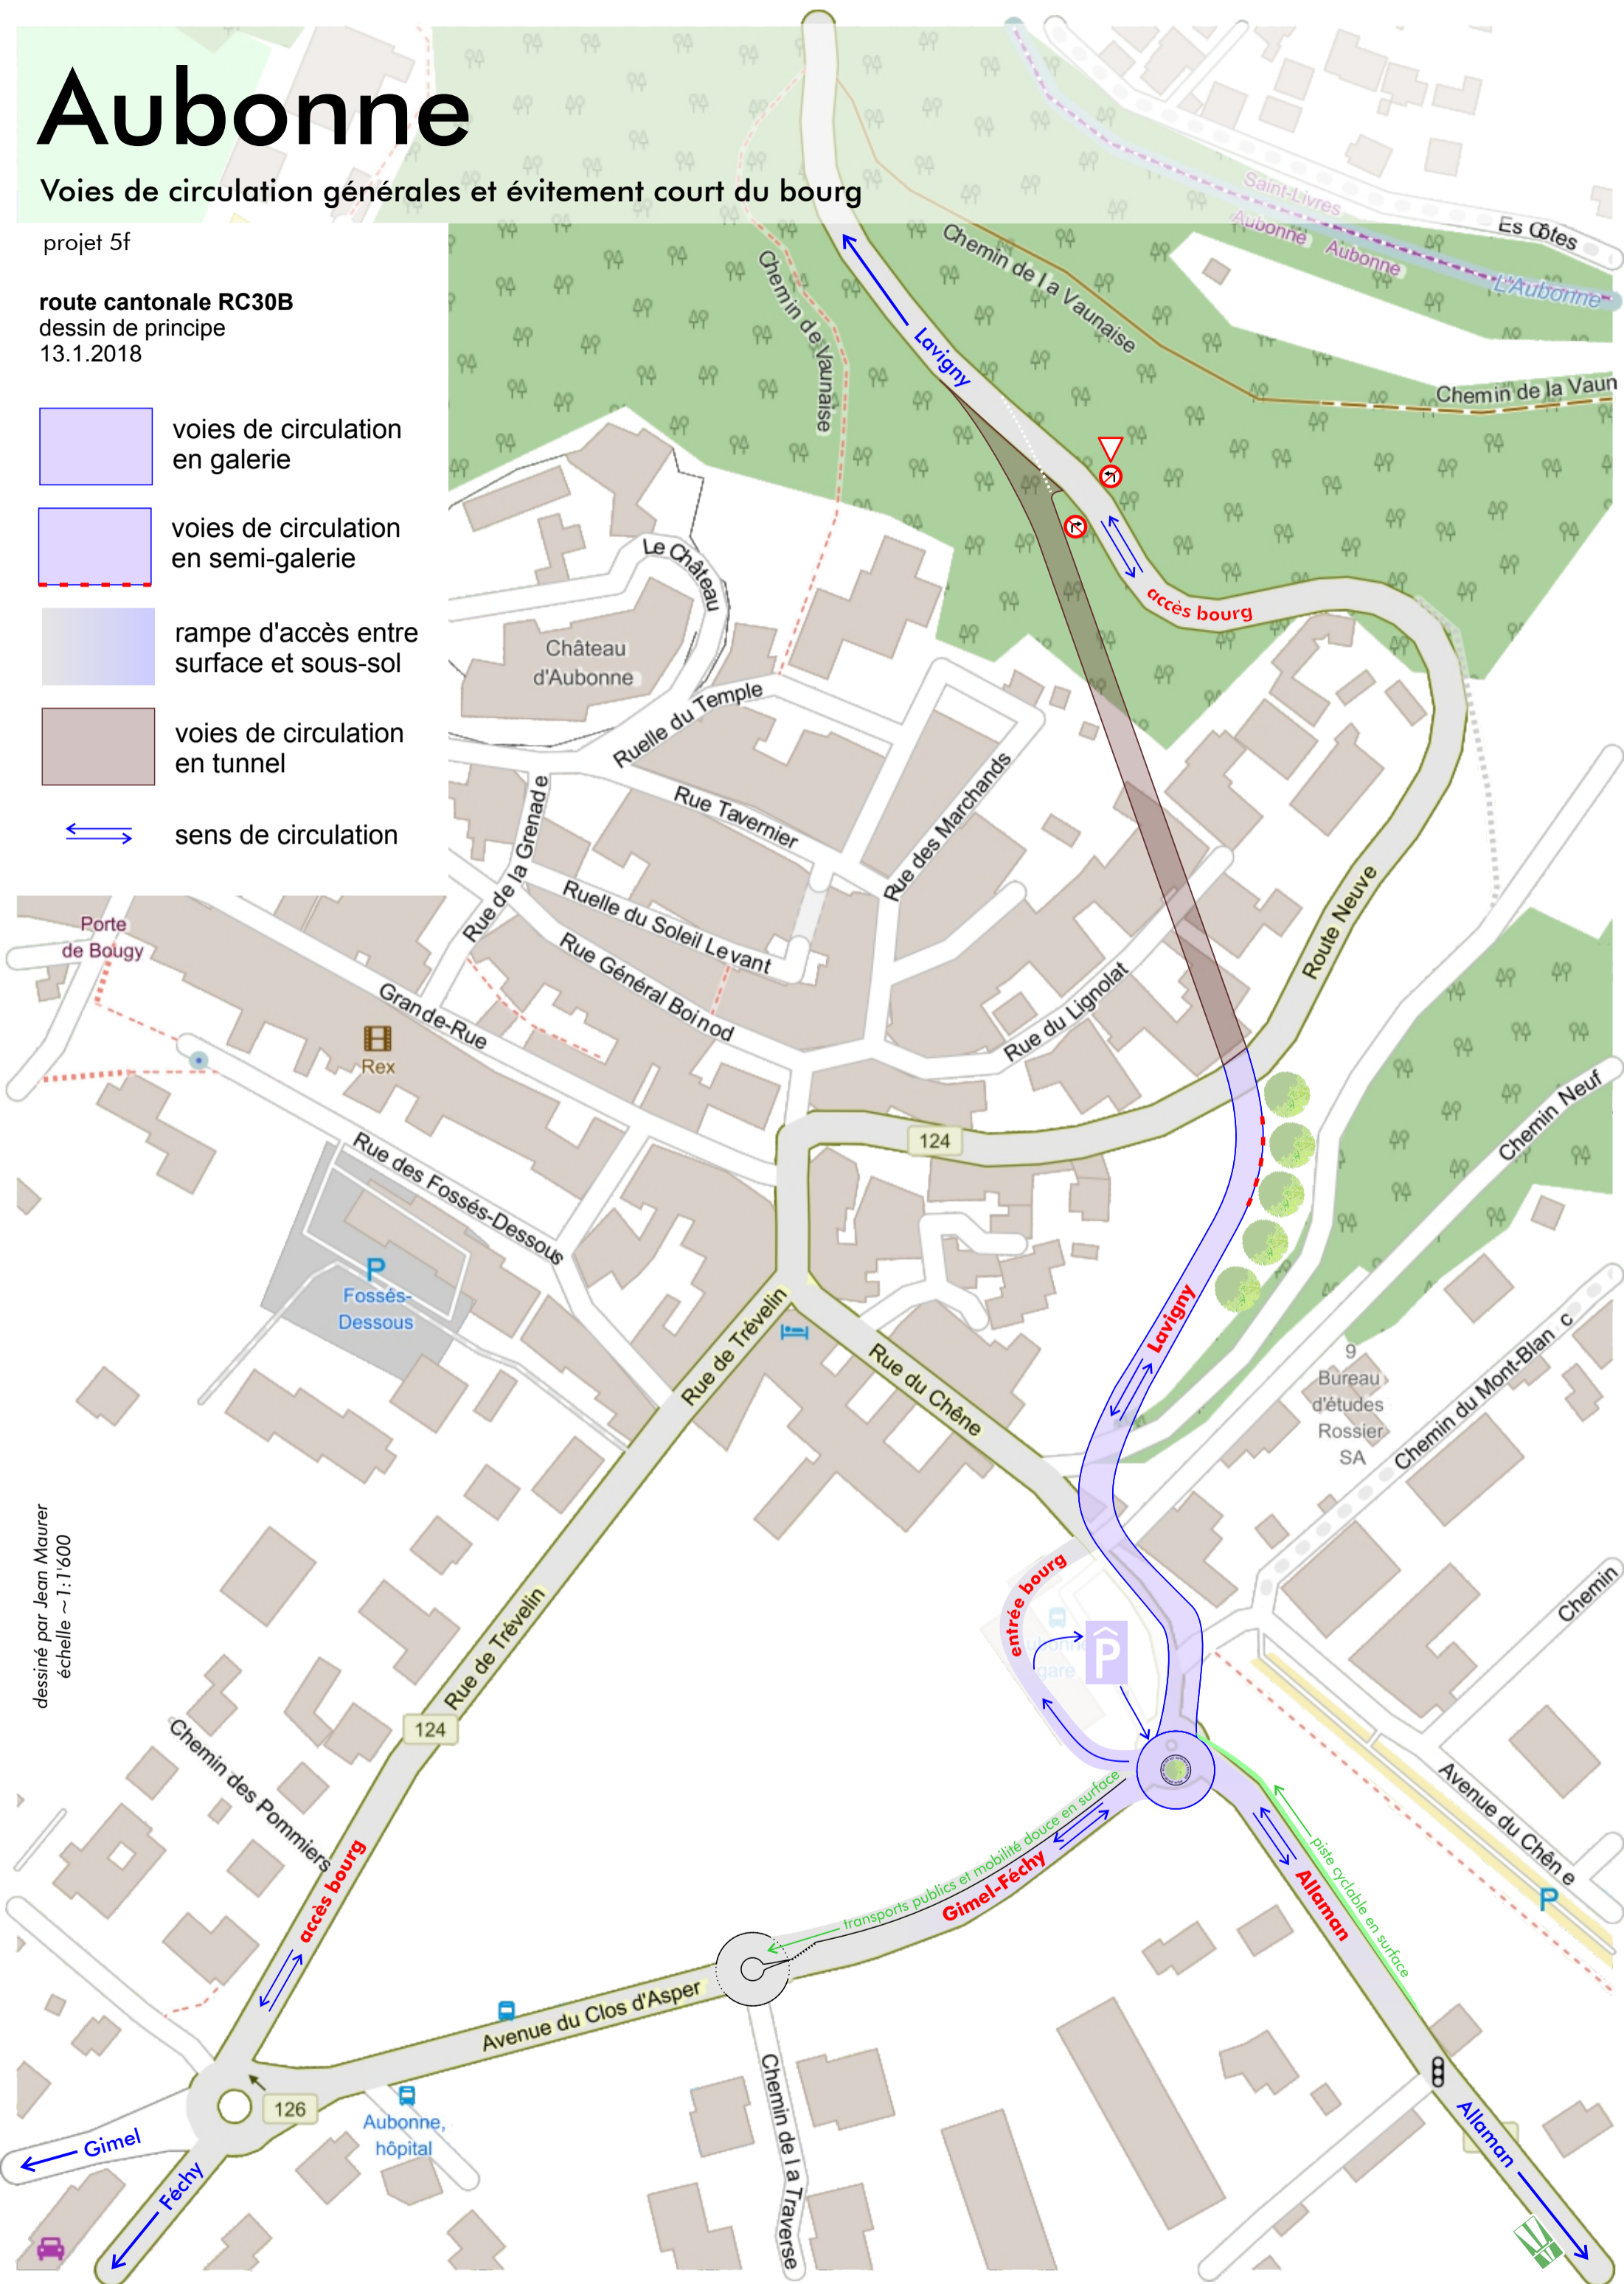 Aubonne
Voies de circulation générales et évitement court du bourg
projet 5f
route cantonale RC30B
dessin de principe
13.1.2018
voies de circulation
en galerie
voies de circulation
en semi-galerie
rampe d'accès entre
surface et sous-sol
voies de circulation
en tunnel
sens de circulation
Saint-Livres
Aubonne
Aubonne
Es Côtes
L'Aubonne
Chemin de Vaunaise
Chemin de la Vaunaise
Chemin de la Vaun
Lavigny
accès bourg
Le Château
Château
d'Aubonne
Ruelle du Temple
Rue Tavernier
Rue des Marchands
Rue de la Grenade
Ruelle du Soleil Levant
Rue Général Boinod
Route Neuve
Porte
de Bougy
Grande-Rue
Rex
Rue du Lignolat
124
Chemin Neuf
Rue des Fossés-Dessous
P
Fossés-
Dessous
Rue de Trévelin
Rue du Chêne
Lavigny
9
Bureau
d'études
Rossier
SA
Chemin du Mont-Blanc
dessiné par Jean Maurer
échelle ~1:1'600
entrée bourg
Aubonne
gare
P
Chemin
Rue de Trévelin
124
Chemin des Pommiers
accès bourg
transports publics et mobilité douce en surface
Gimel-Féchy
Allaman
piste cyclable en surface
Avenue du Chêne
P
Avenue du Clos d'Asper
126
Aubonne,
hôpital
Chemin de la Traverse
Gimel
Féchy
Allaman